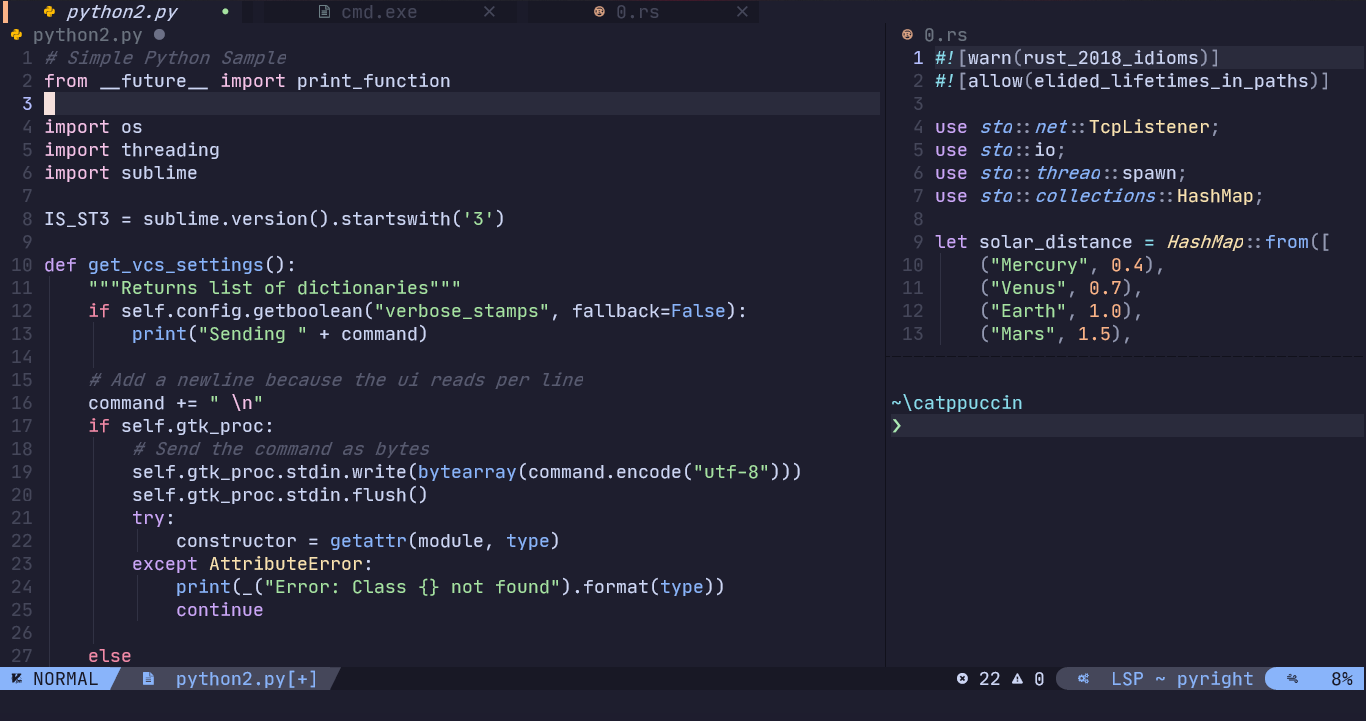 python2.py
cmd.exe
0.rs
python2.py
1 # Simple Python Sample
2 from __future__ import print_function
3
4 import os
5 import threading
6 import sublime
7
8 IS_ST3 = sublime.version().startswith('3')
9
10 def get_vcs_settings():
11     """Returns list of dictionaries"""
12     if self.config.getboolean("verbose_stamps", fallback=False):
13         print("Sending " + command)
14
15     # Add a newline because the ui reads per line
16     command += " \n"
17     if self.gtk_proc:
18         # Send the command as bytes
19         self.gtk_proc.stdin.write(bytearray(command.encode("utf-8")))
20         self.gtk_proc.stdin.flush()
21         try:
22             constructor = getattr(module, type)
23         except AttributeError:
24             print(_("Error: Class {} not found").format(type))
25             continue
26
27     else
0.rs
1 #![warn(rust_2018_idioms)]
2 #![allow(elided_lifetimes_in_paths)]
3
4 use std::net::TcpListener;
5 use std::io;
6 use std::thread::spawn;
7 use std::collections::HashMap;
8
9 let solar_distance = HashMap::from([
10     ("Mercury", 0.4),
11     ("Venus", 0.7),
12     ("Earth", 1.0),
13     ("Mars", 1.5),
~\catppuccin
❯
NORMAL python2.py[+] 22 0 LSP ~ pyright 8%